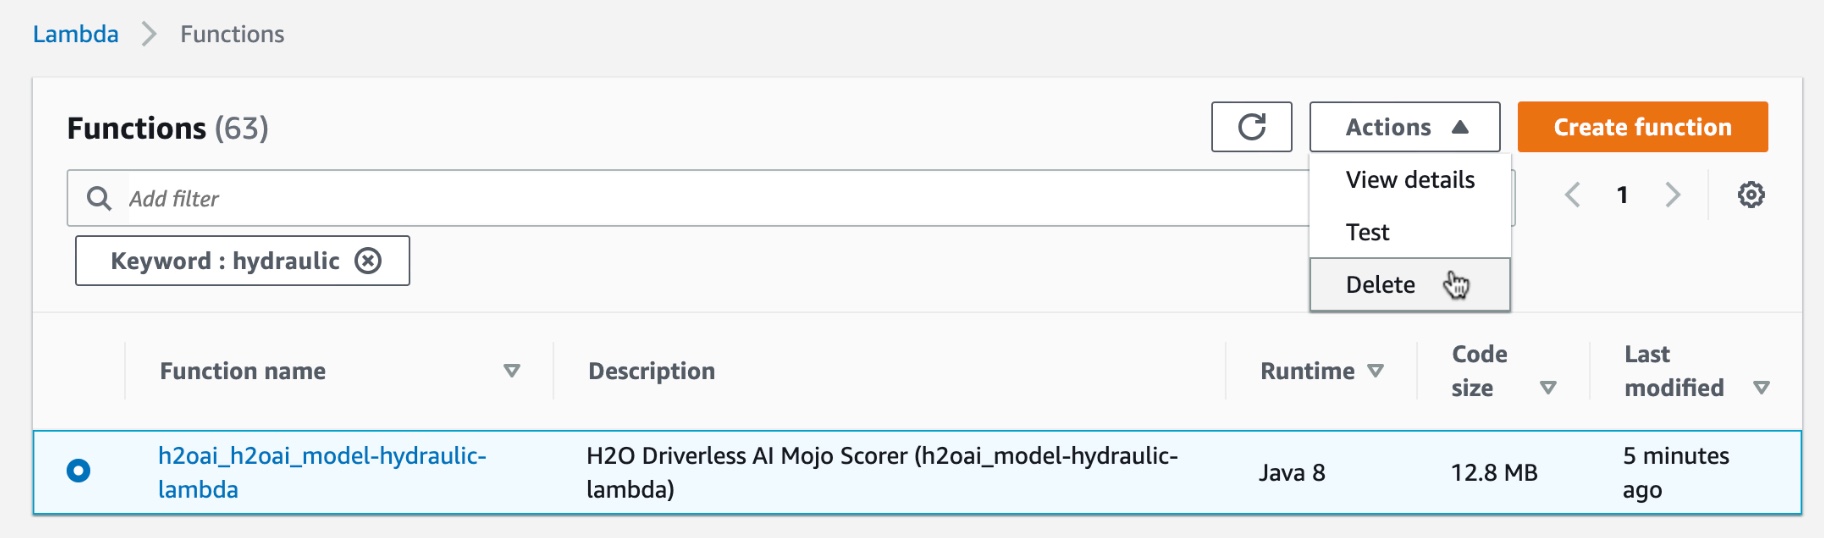 Lambda > Functions
Functions (63)
Actions
Create function
Add filter
View details
1
Test
Keyword : hydraulic
Delete
Function name
Description
Runtime
Code size
Last modified
h2oai_h2oai_model-hydraulic-
lambda
H2O Driverless AI Mojo Scorer (h2oai_model-hydraulic-
lambda)
Java 8
12.8 MB
5 minutes
ago